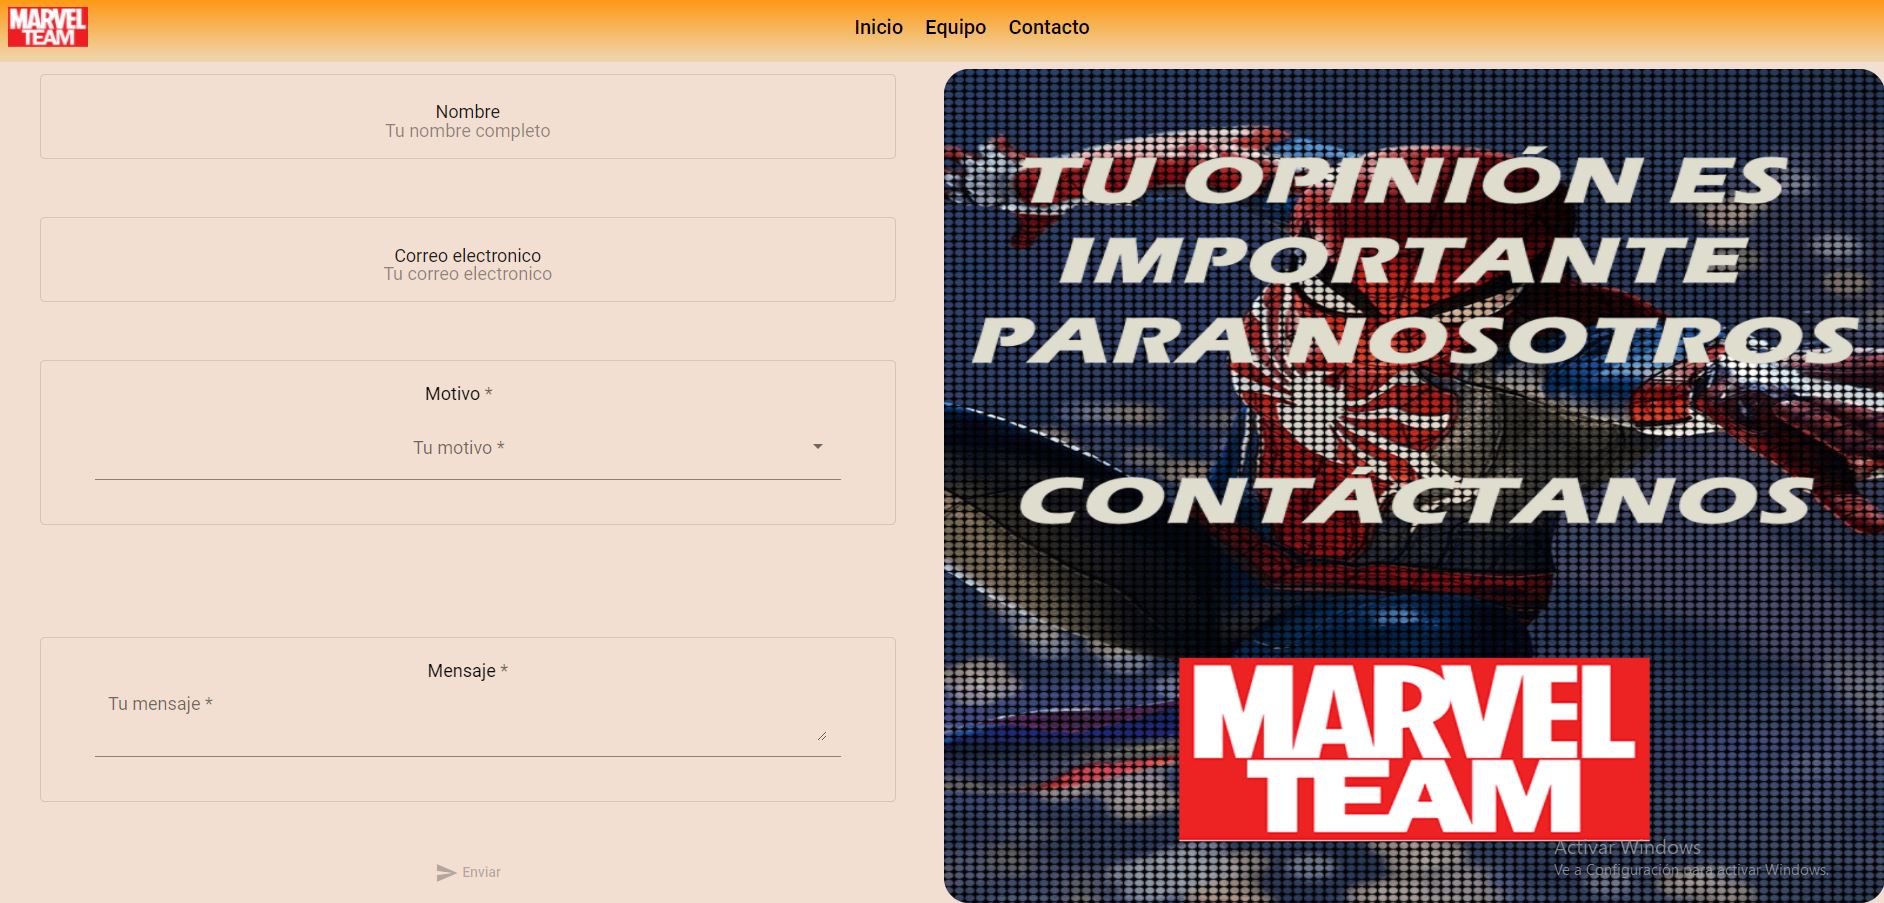 MARVEL
TEAM
Inicio Equipo Contacto
Nombre
Tu nombre completo
Correo electronico
Tu correo electronico
Motivo *
Tu motivo *
Mensaje *
Tu mensaje *
Enviar
TU OPINIÓN ES
IMPORTANTE
PARA NOSOTROS
CONTÁCTANOS
MARVEL
TEAM
Activar Windows
Ve a Configuración para activar Windows.